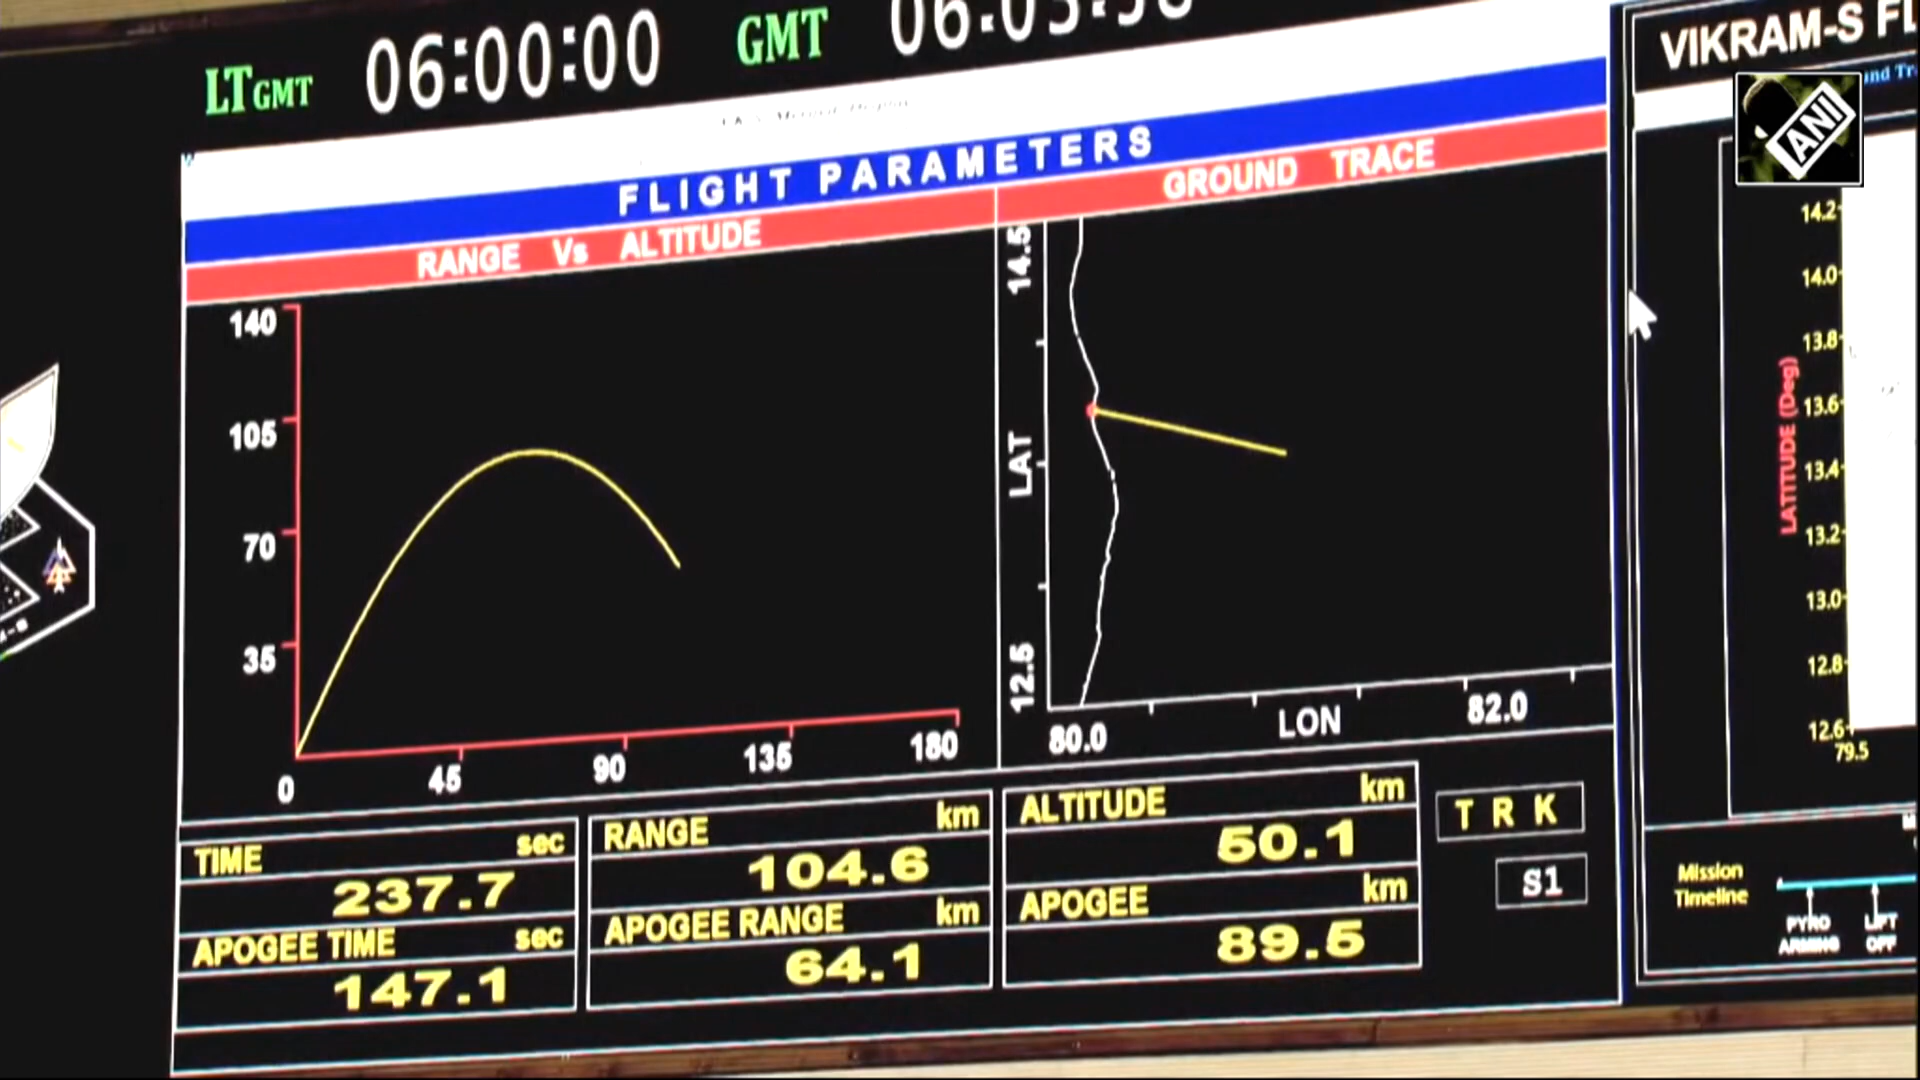 LT GMT 06:00:00 GMT
FLIGHT PARAMETERS
RANGE Vs ALTITUDE
GROUND TRACE
140
105
70
35
0 45 90 135 180
14.5
LAT
12.5
80.0 LON 82.0
TIME sec
237.7
APOGEE TIME sec
147.1
RANGE km
104.6
APOGEE RANGE km
64.1
ALTITUDE km
50.1
APOGEE km
89.5
TRK
S1
VIKRAM-S
ANI
LATITUDE (Deg)
14.2
14.0
13.8
13.6
13.4
13.2
13.0
12.8
12.6
79.5
Mission
Timeline
PYRO
ARMING
LIFT
OFF